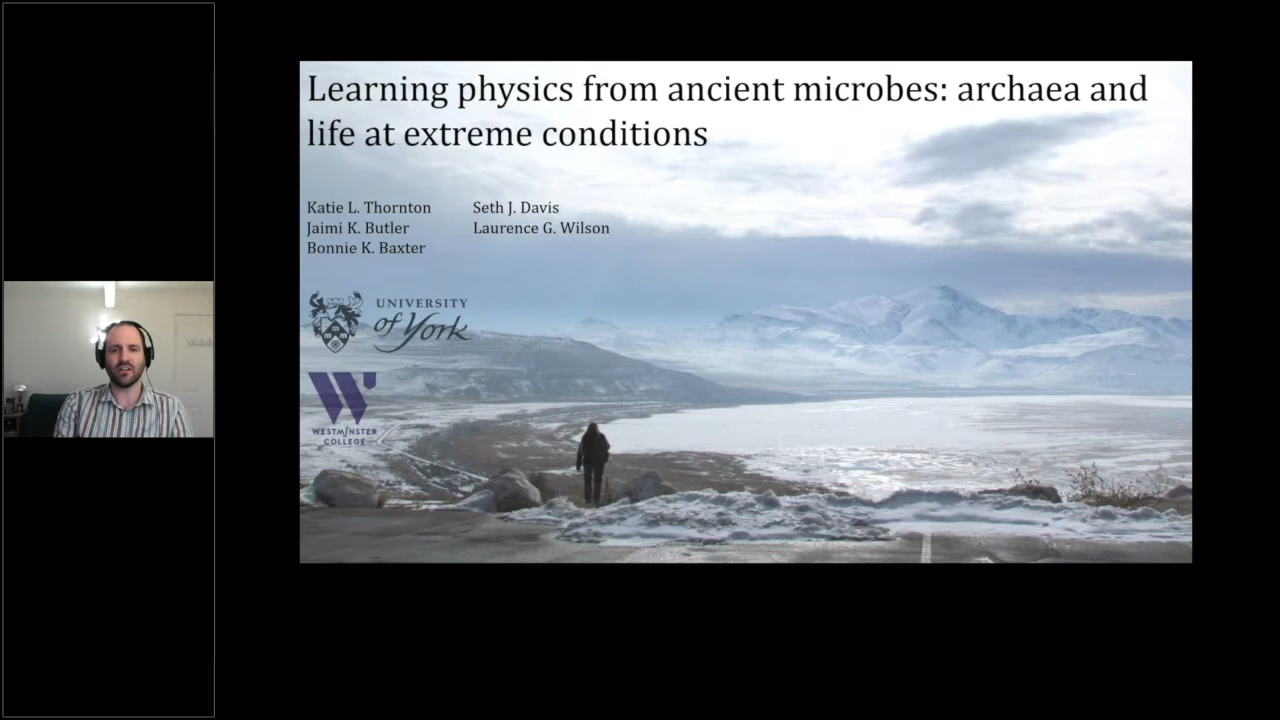 Learning physics from ancient microbes: archaea and
life at extreme conditions
Katie L. Thornton
Jaimi K. Butler
Bonnie K. Baxter
Seth J. Davis
Laurence G. Wilson
UNIVERSITY
of York
WESTMINSTER
COLLEGE